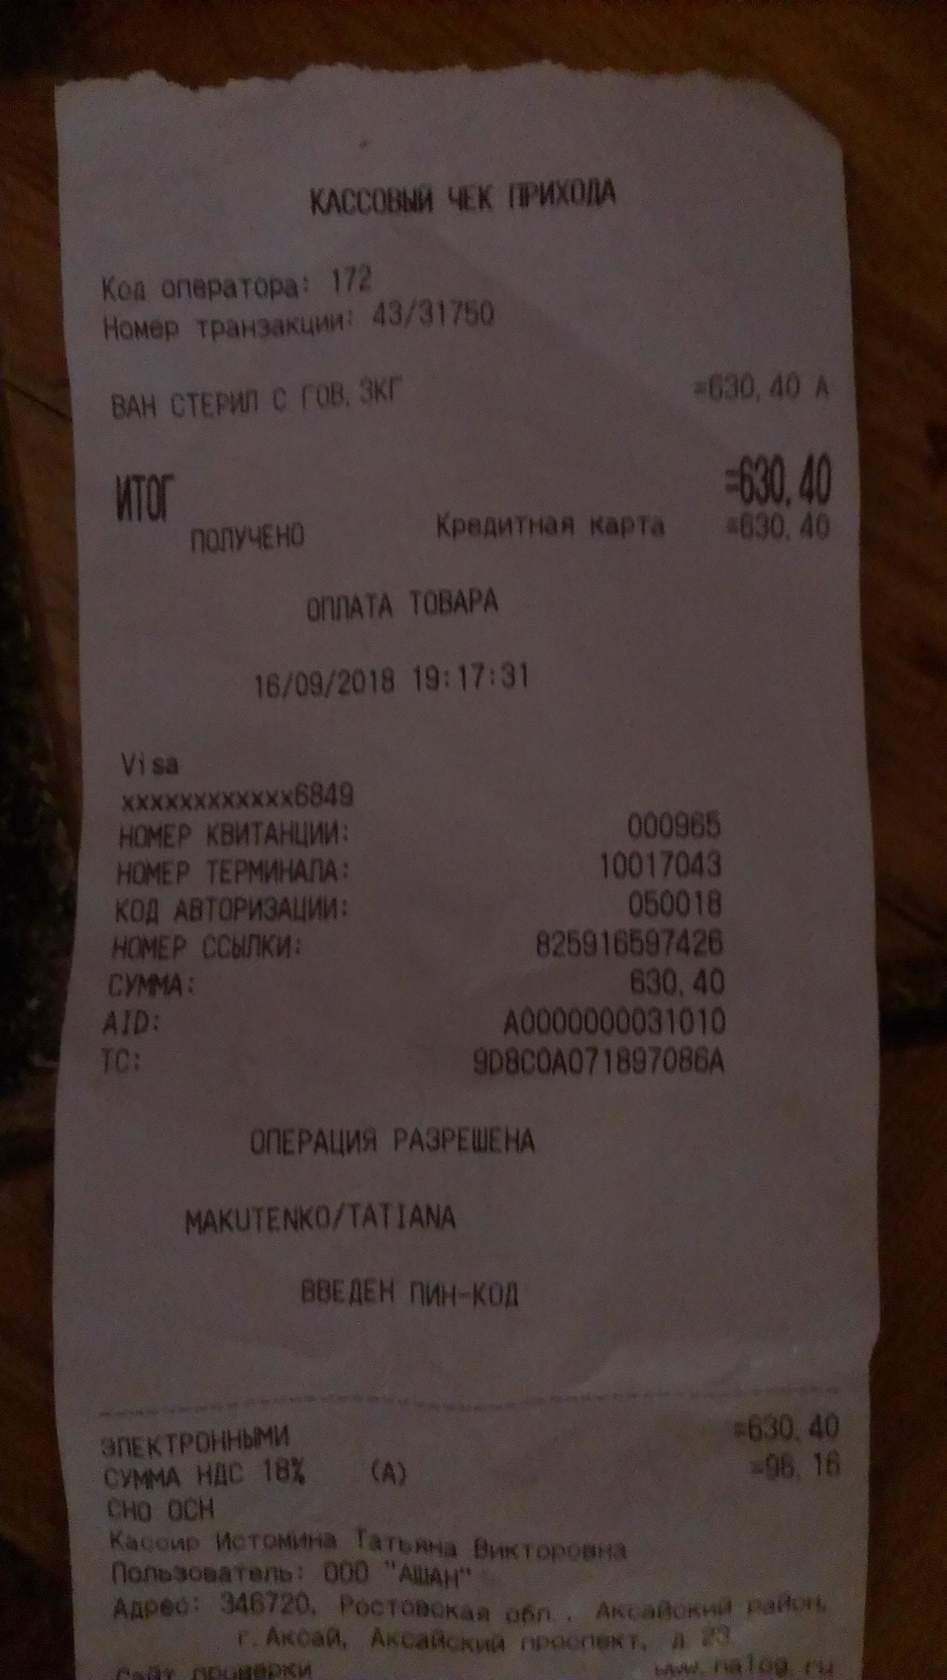 КАССОВЫЙ ЧЕК ПРИХОДА
Код оператора: 172
Номер транзакции: 43/31750
ВАН СТЕРИЛ С ГОВ,3КГ =630,40 А
ИТОГ =630,40
ПОЛУЧЕНО Кредитная карта =630,40
ОПЛАТА ТОВАРА
16/09/2018 19:17:31
Visa
xxxxxxxxxxxx6849
НОМЕР КВИТАНЦИИ: 000965
НОМЕР ТЕРМИНАЛА: 10017043
КОД АВТОРИЗАЦИИ: 050018
НОМЕР ССЫЛКИ: 825916597426
СУММА: 630,40
AID: A0000000031010
TC: 9D8C0A071897086A
ОПЕРАЦИЯ РАЗРЕШЕНА
MAKUTENKO/TATIANA
ВВЕДЕН ПИН-КОД
ЭЛЕКТРОННЫМИ =630,40
СУММА НДС 18% (А) =96,16
СНО ОСН
Кассир Истомина Татьяна Викторовна
Пользователь: ООО "АШАН"
Адрес: 346720, Ростовская обл., Аксайский район,
г.Аксай, Аксайский проспект, д.23
Сайт проверки www.nalog.ru